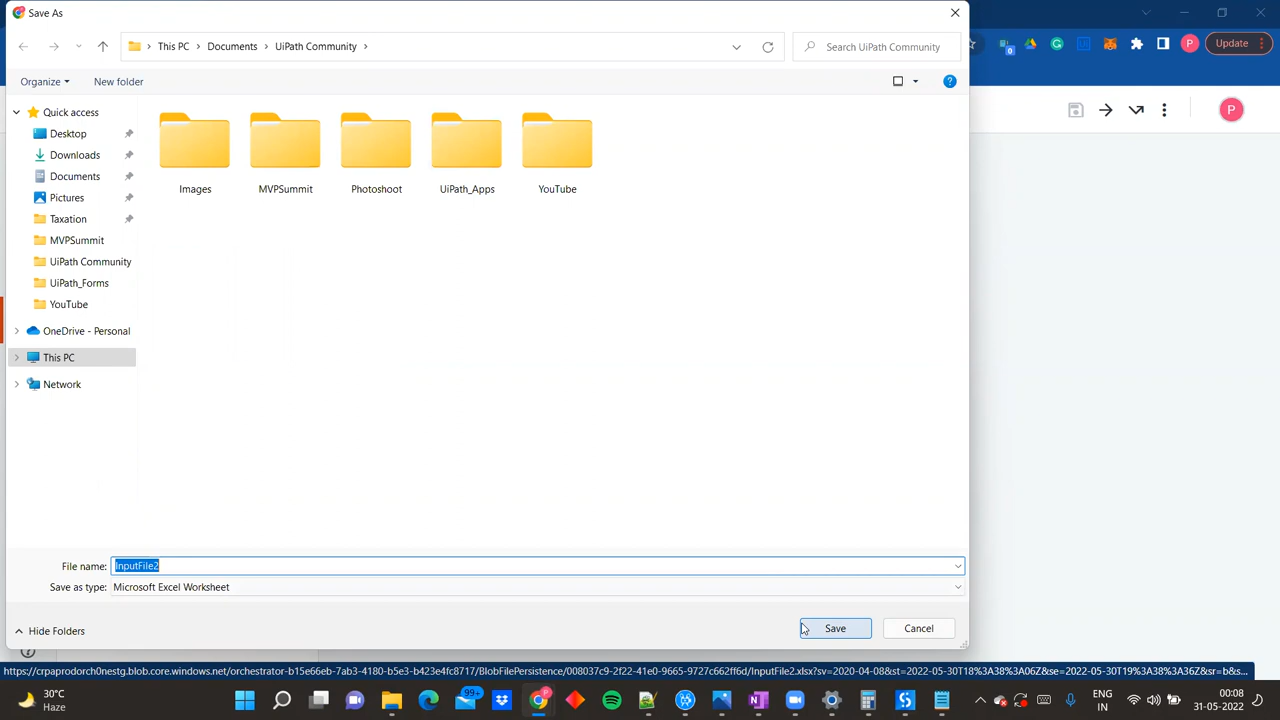 Save As
This PC > Documents > UiPath Community >
Search UiPath Community
Update
Organize
New folder
?
P
P
0
Quick access
Desktop
Downloads
Documents
Pictures
Taxation
MVPSummit
UiPath Community
UiPath_Forms
YouTube
OneDrive - Personal
This PC
Network
Images
MVPSummit
Photoshoot
UiPath_Apps
YouTube
File name:
InputFile2
Save as type:
Microsoft Excel Worksheet
Hide Folders
Save
Cancel
https://crpaprodorch0nestg.blob.core.windows.net/orchestrator-b15e66eb-7ab3-4180-b5e3-b423e4fc8717/BlobFilePersistence/008037c9-2f22-41e0-9665-9727c662ff6d/InputFile2.xlsx?sv=2020-04-08&st=2022-05-30T18%3A38%3A06Z&se=2022-05-30T19%3A38%3A36Z&sr=b&s...
30°C
Haze
99+
P
ENG
IN
00:08
31-05-2022